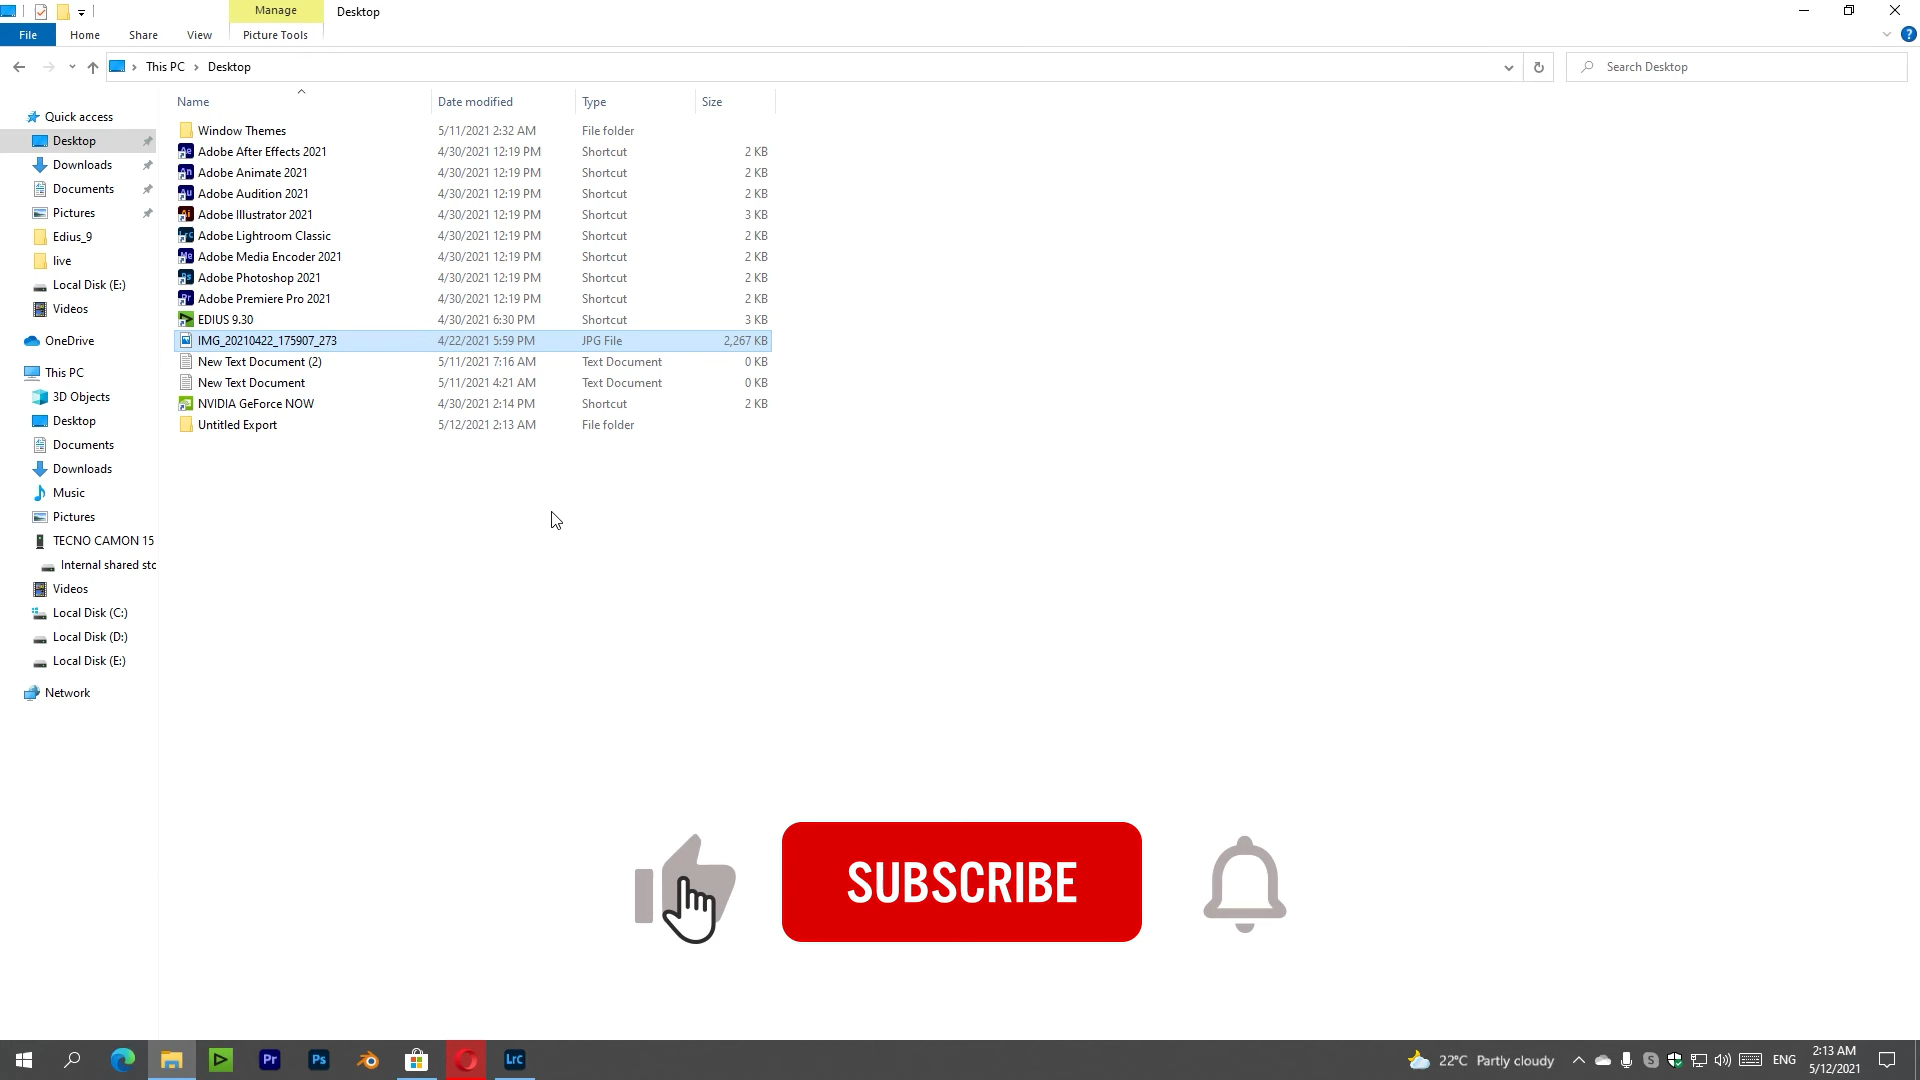 Manage
Desktop
File
Home
Share
View
Picture Tools
This PC
Desktop
Search Desktop
Name
Date modified
Type
Size
Quick access
Desktop
Downloads
Documents
Pictures
Edius_9
live
Local Disk (E:)
Videos
OneDrive
This PC
3D Objects
Desktop
Documents
Downloads
Music
Pictures
TECNO CAMON 15
Internal shared sto
Videos
Local Disk (C:)
Local Disk (D:)
Local Disk (E:)
Network
Window Themes 5/11/2021 2:32 AM File folder
Ae Adobe After Effects 2021 4/30/2021 12:19 PM Shortcut 2 KB
An Adobe Animate 2021 4/30/2021 12:19 PM Shortcut 2 KB
Au Adobe Audition 2021 4/30/2021 12:19 PM Shortcut 2 KB
Ai Adobe Illustrator 2021 4/30/2021 12:19 PM Shortcut 3 KB
Lrc Adobe Lightroom Classic 4/30/2021 12:19 PM Shortcut 2 KB
Me Adobe Media Encoder 2021 4/30/2021 12:19 PM Shortcut 2 KB
Ps Adobe Photoshop 2021 4/30/2021 12:19 PM Shortcut 2 KB
Pr Adobe Premiere Pro 2021 4/30/2021 12:19 PM Shortcut 2 KB
EDIUS 9.30 4/30/2021 6:30 PM Shortcut 3 KB
IMG_20210422_175907_273 4/22/2021 5:59 PM JPG File 2,267 KB
New Text Document (2) 5/11/2021 7:16 AM Text Document 0 KB
New Text Document 5/11/2021 4:21 AM Text Document 0 KB
NVIDIA GeForce NOW 4/30/2021 2:14 PM Shortcut 2 KB
Untitled Export 5/12/2021 2:13 AM File folder
SUBSCRIBE
Pr
Ps
Lrc
22°C Partly cloudy
ENG
2:13 AM
5/12/2021